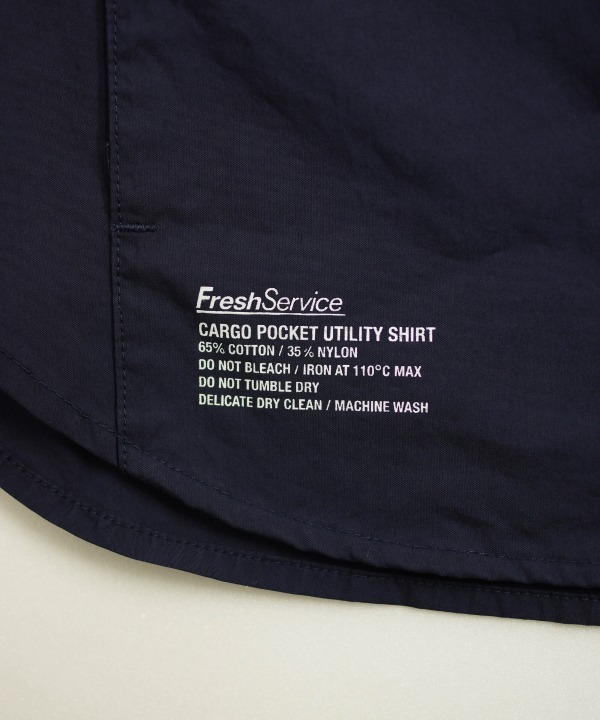 FreshService
CARGO POCKET UTILITY SHIRT
65% COTTON / 35% NYLON
DO NOT BLEACH / IRON AT 110°C MAX
DO NOT TUMBLE DRY
DELICATE DRY CLEAN / MACHINE WASH